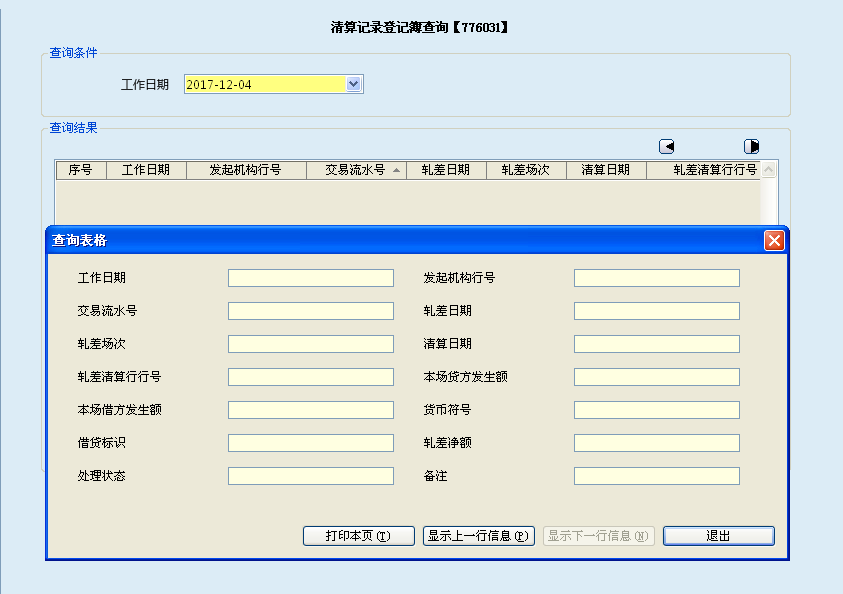 清算记录登记簿查询【776031】
查询条件
工作日期 2017-12-04
查询结果
序号 工作日期 发起机构行号 交易流水号 轧差日期 轧差场次 清算日期 轧差清算行行号
查询表格
工作日期 发起机构行号
交易流水号 轧差日期
轧差场次 清算日期
轧差清算行行号 本场贷方发生额
本场借方发生额 货币符号
借贷标识 轧差净额
处理状态 备注
打印本页(T) 显示上一行信息(P) 显示下一行信息(N) 退出